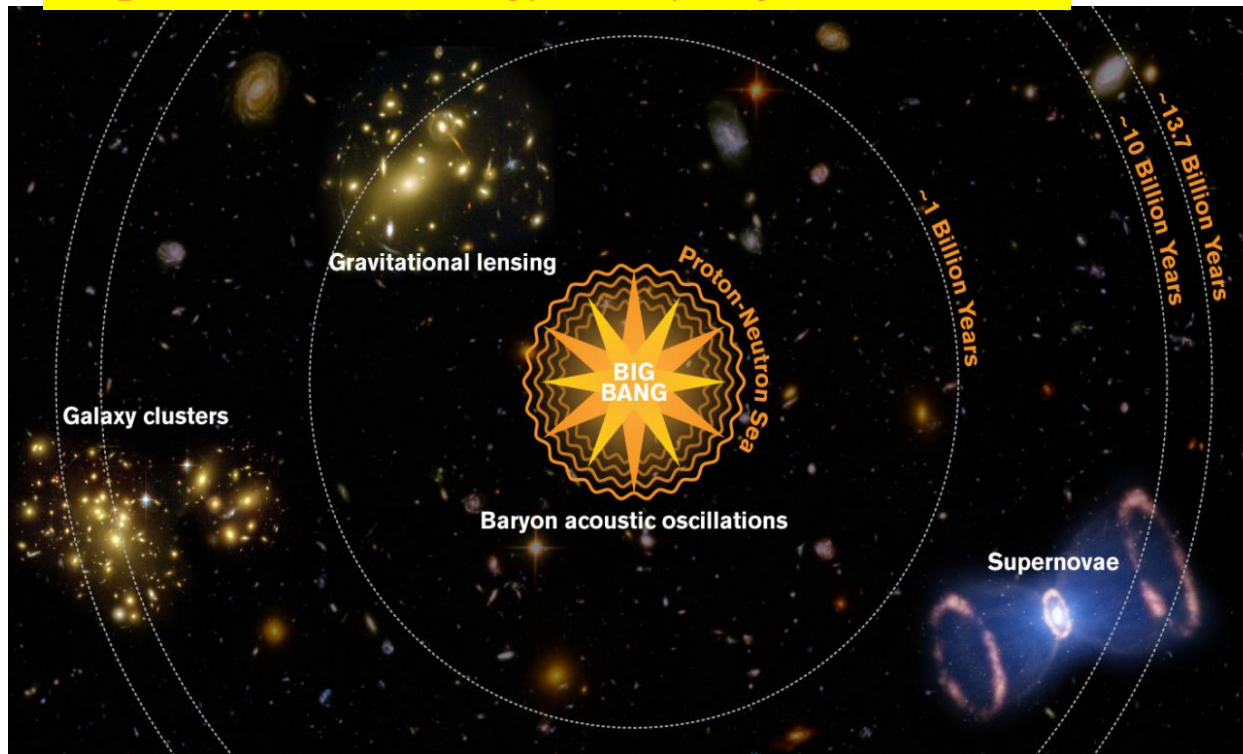 ~13.7 Billion Years
~10 Billion Years
~1 Billion Years
Gravitational lensing
Proton-Neutron Sea
BIG
BANG
Galaxy clusters
Baryon acoustic oscillations
Supernovae